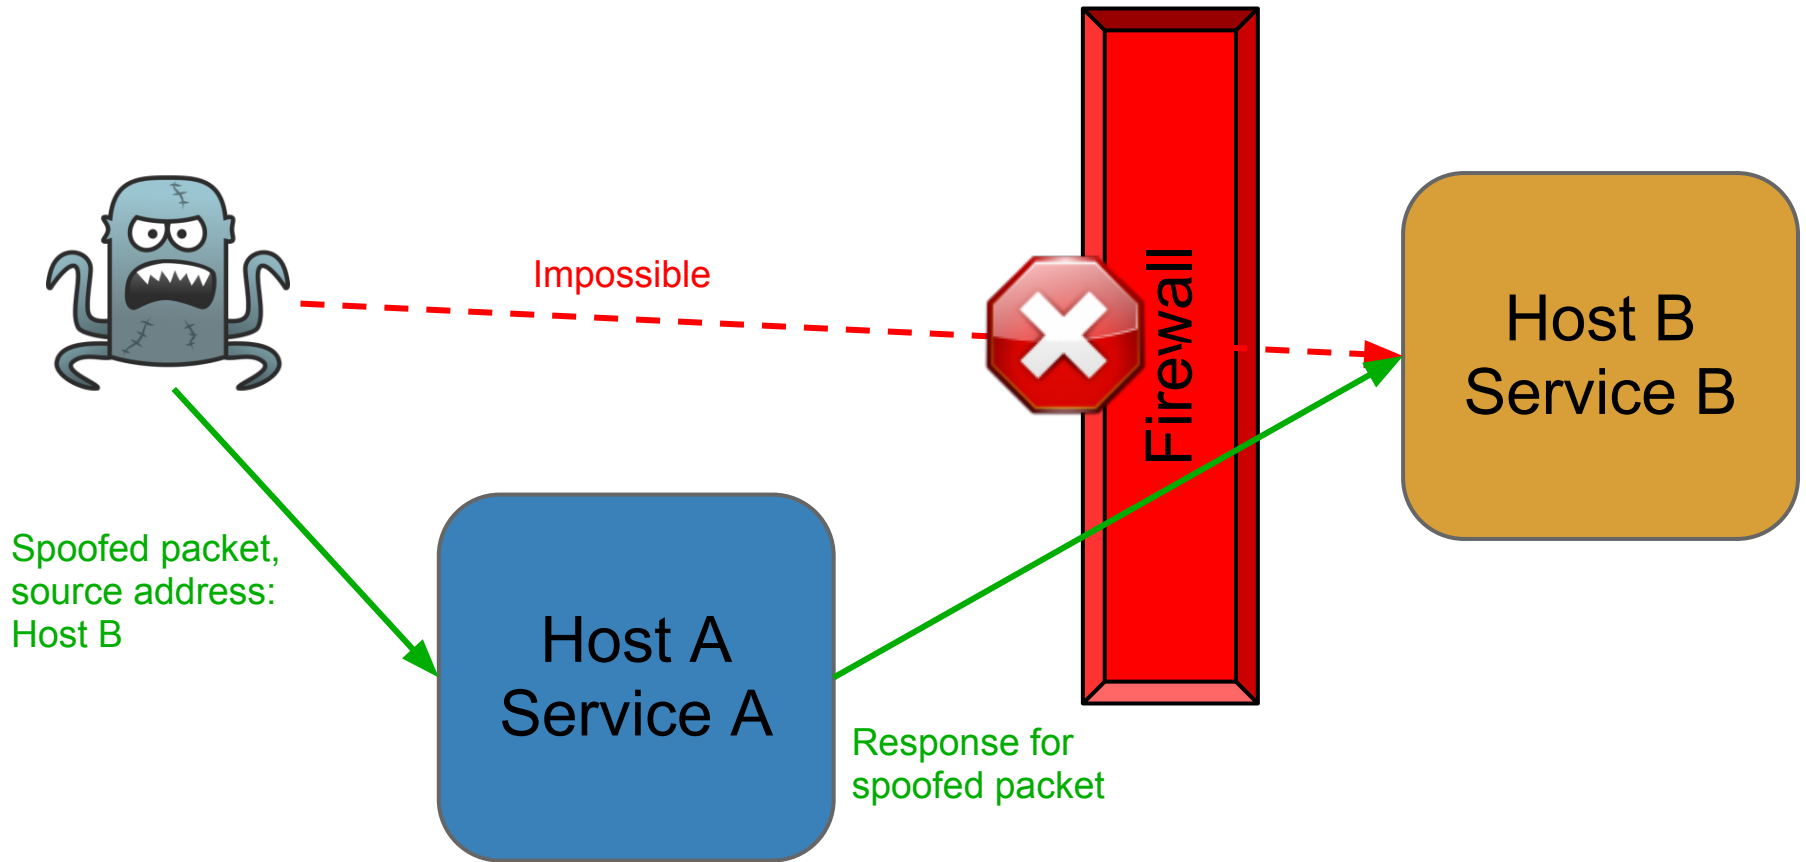 Impossible
Firewall
Host B
Service B
Spoofed packet,
source address:
Host B
Host A
Service A
Response for
spoofed packet